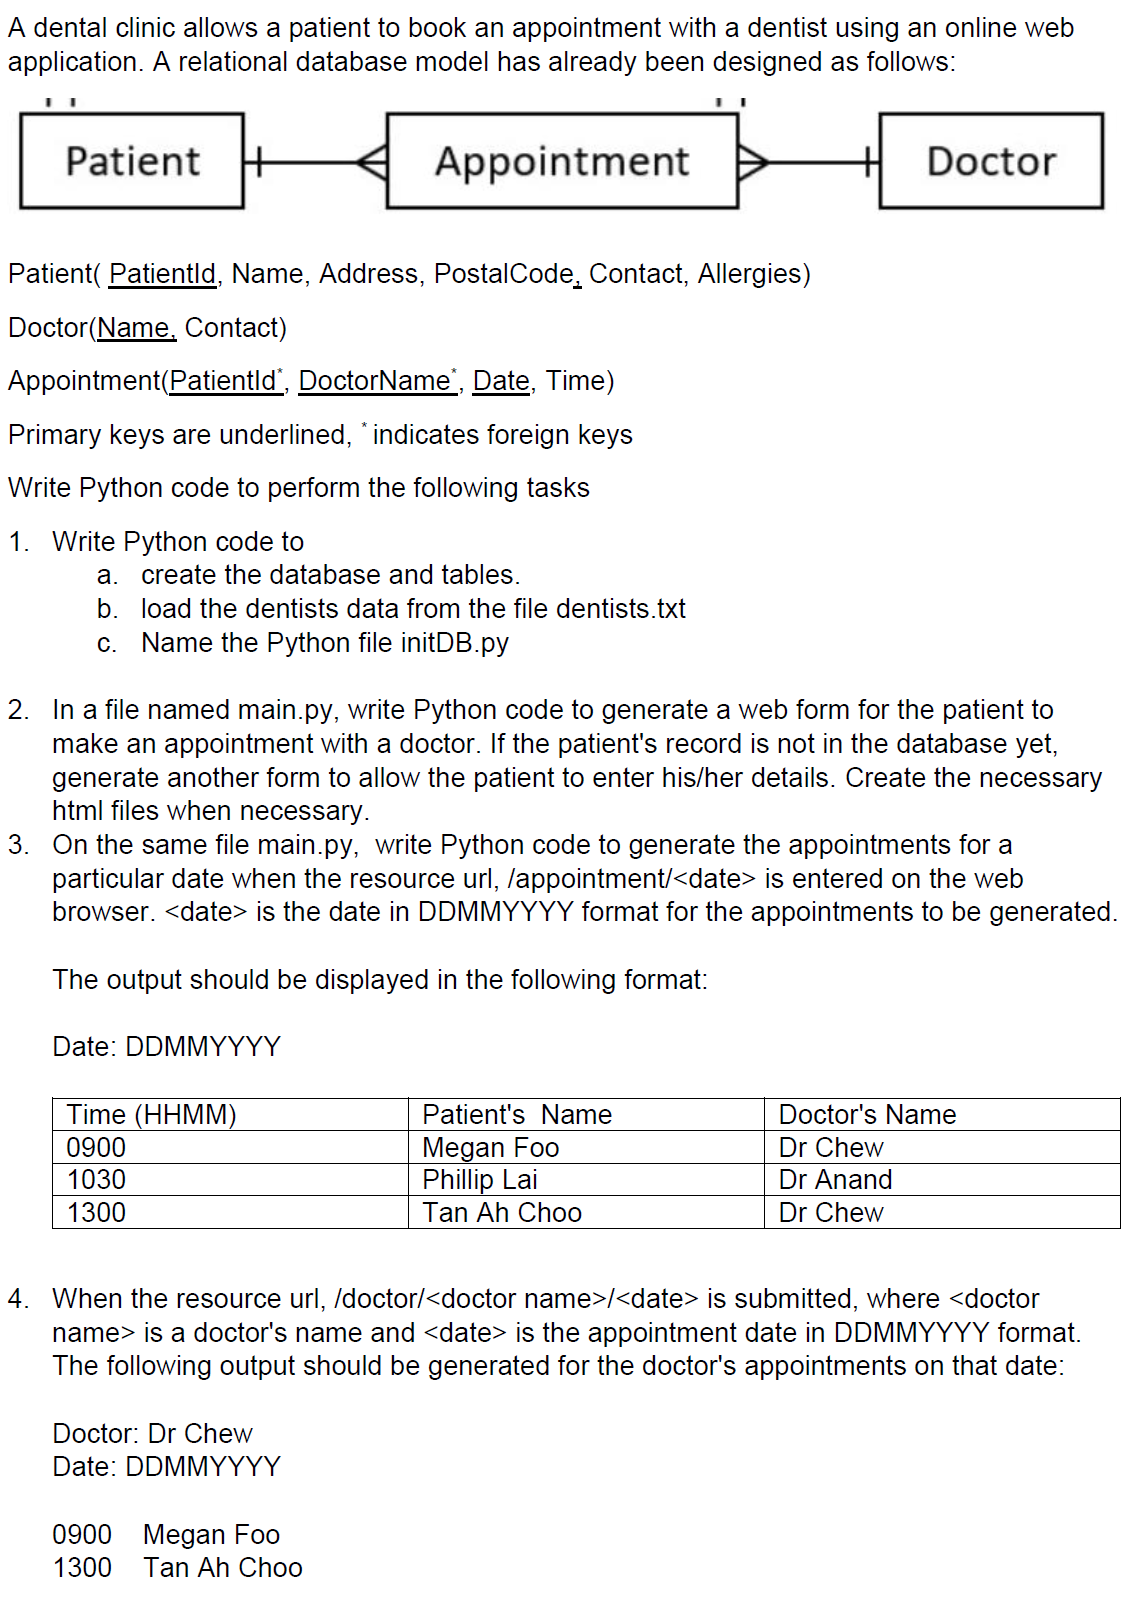 A dental clinic allows a patient to book an appointment with a dentist using an online web
application. A relational database model has already been designed as follows:
Patient Appointment Doctor
Patient( PatientId, Name, Address, PostalCode, Contact, Allergies)
Doctor(Name, Contact)
Appointment(PatientId*, DoctorName*, Date, Time)
Primary keys are underlined, * indicates foreign keys
Write Python code to perform the following tasks
1. Write Python code to
a. create the database and tables.
b. load the dentists data from the file dentists.txt
c. Name the Python file initDB.py
2. In a file named main.py, write Python code to generate a web form for the patient to
make an appointment with a doctor. If the patient's record is not in the database yet,
generate another form to allow the patient to enter his/her details. Create the necessary
html files when necessary.
3. On the same file main.py, write Python code to generate the appointments for a
particular date when the resource url, /appointment/<date> is entered on the web
browser. <date> is the date in DDMMYYYY format for the appointments to be generated.
The output should be displayed in the following format:
Date: DDMMYYYY
Time (HHMM) Patient's Name Doctor's Name
0900 Megan Foo Dr Chew
1030 Phillip Lai Dr Anand
1300 Tan Ah Choo Dr Chew
4. When the resource url, /doctor/<doctor name>/<date> is submitted, where <doctor
name> is a doctor's name and <date> is the appointment date in DDMMYYYY format.
The following output should be generated for the doctor's appointments on that date:
Doctor: Dr Chew
Date: DDMMYYYY
0900 Megan Foo
1300 Tan Ah Choo